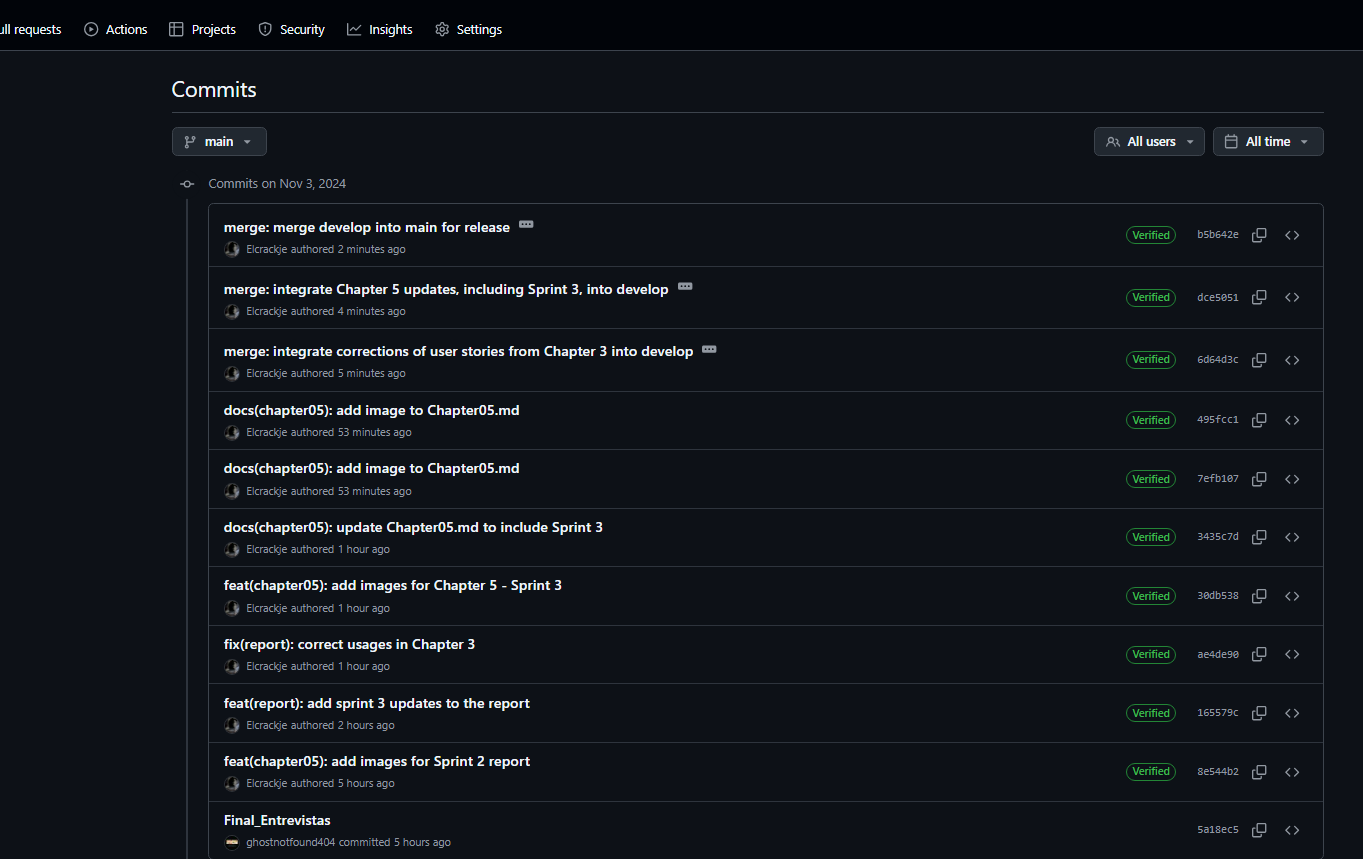 ull requests
Actions
Projects
Security
Insights
Settings
Commits
main
All users
All time
Commits on Nov 3, 2024
merge: merge develop into main for release
Elcrackje authored 2 minutes ago
Verified
b5b642e
merge: integrate Chapter 5 updates, including Sprint 3, into develop
Elcrackje authored 4 minutes ago
Verified
dce5051
merge: integrate corrections of user stories from Chapter 3 into develop
Elcrackje authored 5 minutes ago
Verified
6d64d3c
docs(chapter05): add image to Chapter05.md
Elcrackje authored 53 minutes ago
Verified
495fcc1
docs(chapter05): add image to Chapter05.md
Elcrackje authored 53 minutes ago
Verified
7efb107
docs(chapter05): update Chapter05.md to include Sprint 3
Elcrackje authored 1 hour ago
Verified
3435c7d
feat(chapter05): add images for Chapter 5 - Sprint 3
Elcrackje authored 1 hour ago
Verified
30db538
fix(report): correct usages in Chapter 3
Elcrackje authored 1 hour ago
Verified
ae4de90
feat(report): add sprint 3 updates to the report
Elcrackje authored 2 hours ago
Verified
165579c
feat(chapter05): add images for Sprint 2 report
Elcrackje authored 5 hours ago
Verified
8e544b2
Final_Entrevistas
ghostnotfound404 committed 5 hours ago
5a18ec5